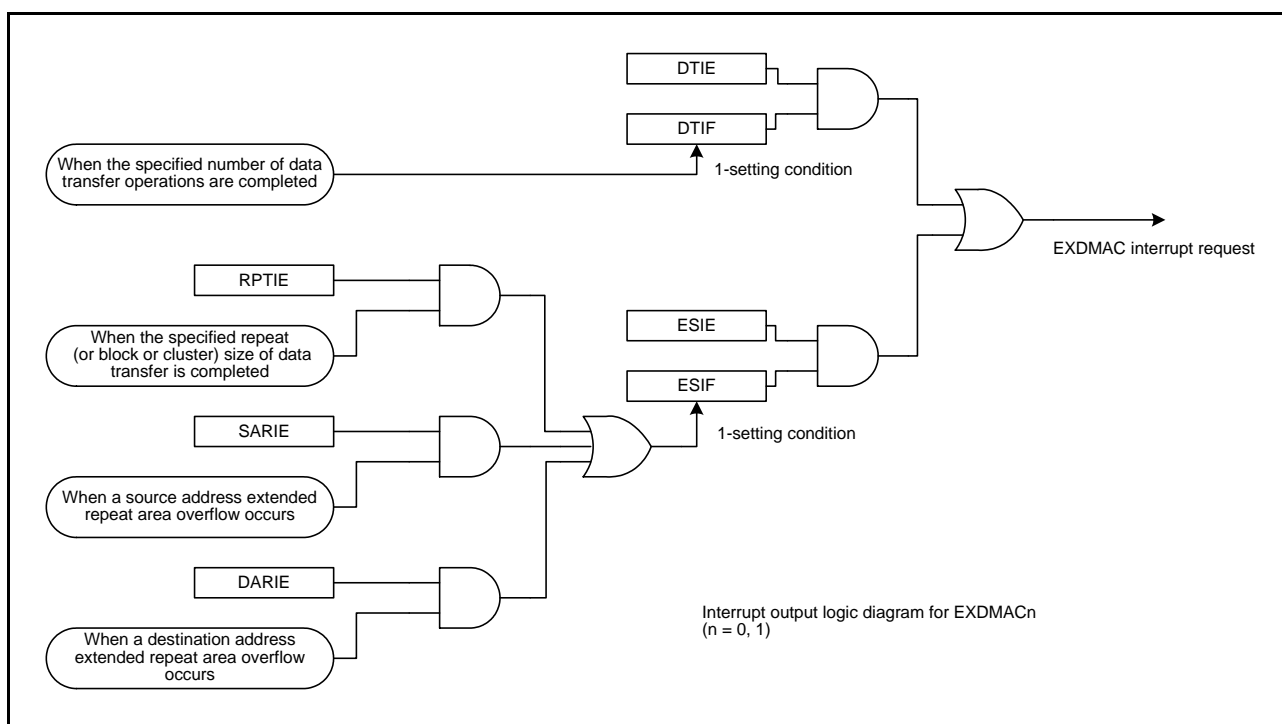 DTIE
DTIF
When the specified number of data
transfer operations are completed
1-setting condition
EXDMAC interrupt request
RPTIE
When the specified repeat
(or block or cluster) size of data
transfer is completed
ESIE
ESIF
1-setting condition
SARIE
When a source address extended
repeat area overflow occurs
DARIE
When a destination address
extended repeat area overflow
occurs
Interrupt output logic diagram for EXDMACn
(n = 0, 1)